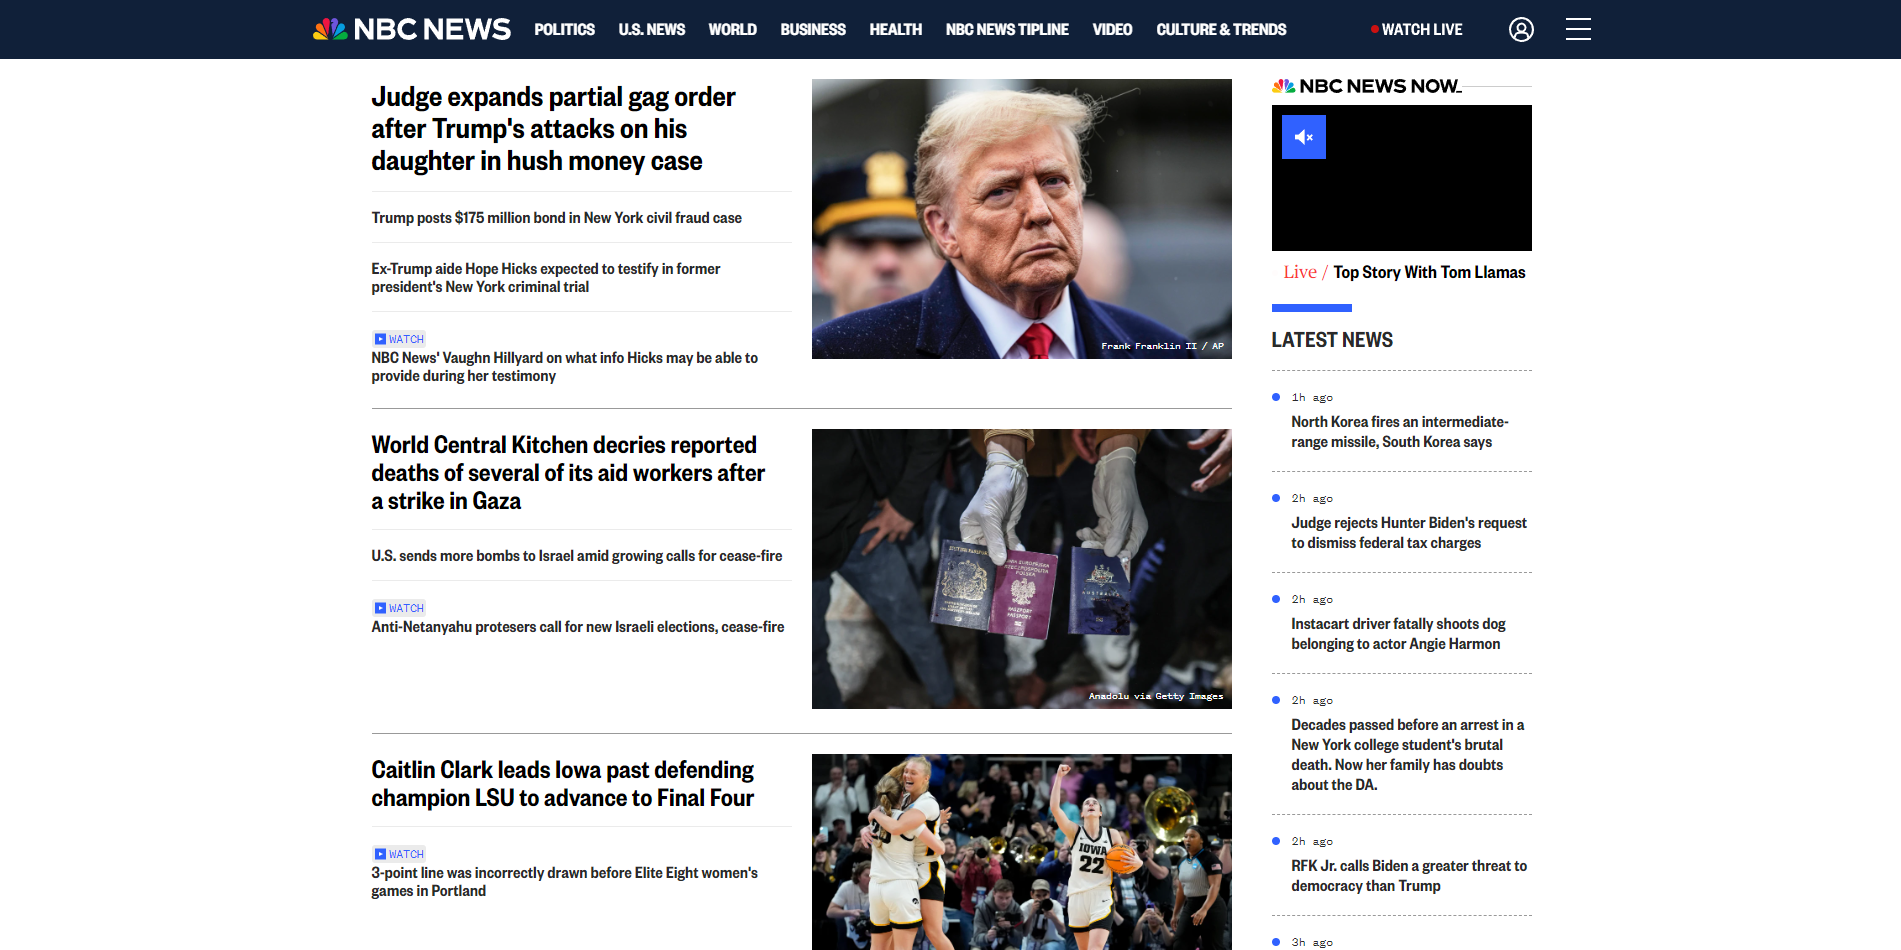 NBC NEWS
POLITICS
U.S. NEWS
WORLD
BUSINESS
HEALTH
NBC NEWS TIPLINE
VIDEO
CULTURE & TRENDS
WATCH LIVE
Judge expands partial gag order
after Trump's attacks on his
daughter in hush money case
Trump posts $175 million bond in New York civil fraud case
Ex-Trump aide Hope Hicks expected to testify in former
president's New York criminal trial
WATCH
NBC News' Vaughn Hillyard on what info Hicks may be able to
provide during her testimony
Frank Franklin II / AP
World Central Kitchen decries reported
deaths of several of its aid workers after
a strike in Gaza
U.S. sends more bombs to Israel amid growing calls for cease-fire
WATCH
Anti-Netanyahu protesers call for new Israeli elections, cease-fire
RZECZPOSPOLITA
POLSKA
PASZPORT
PASSPORT
AUSTRALIA
Anadolu via Getty Images
Caitlin Clark leads Iowa past defending
champion LSU to advance to Final Four
WATCH
3-point line was incorrectly drawn before Elite Eight women's
games in Portland
IOWA
22
NBC NEWS NOW_
Live / Top Story With Tom Llamas
LATEST NEWS
1h ago
North Korea fires an intermediate-
range missile, South Korea says
2h ago
Judge rejects Hunter Biden's request
to dismiss federal tax charges
2h ago
Instacart driver fatally shoots dog
belonging to actor Angie Harmon
2h ago
Decades passed before an arrest in a
New York college student's brutal
death. Now her family has doubts
about the DA.
2h ago
RFK Jr. calls Biden a greater threat to
democracy than Trump
3h ago